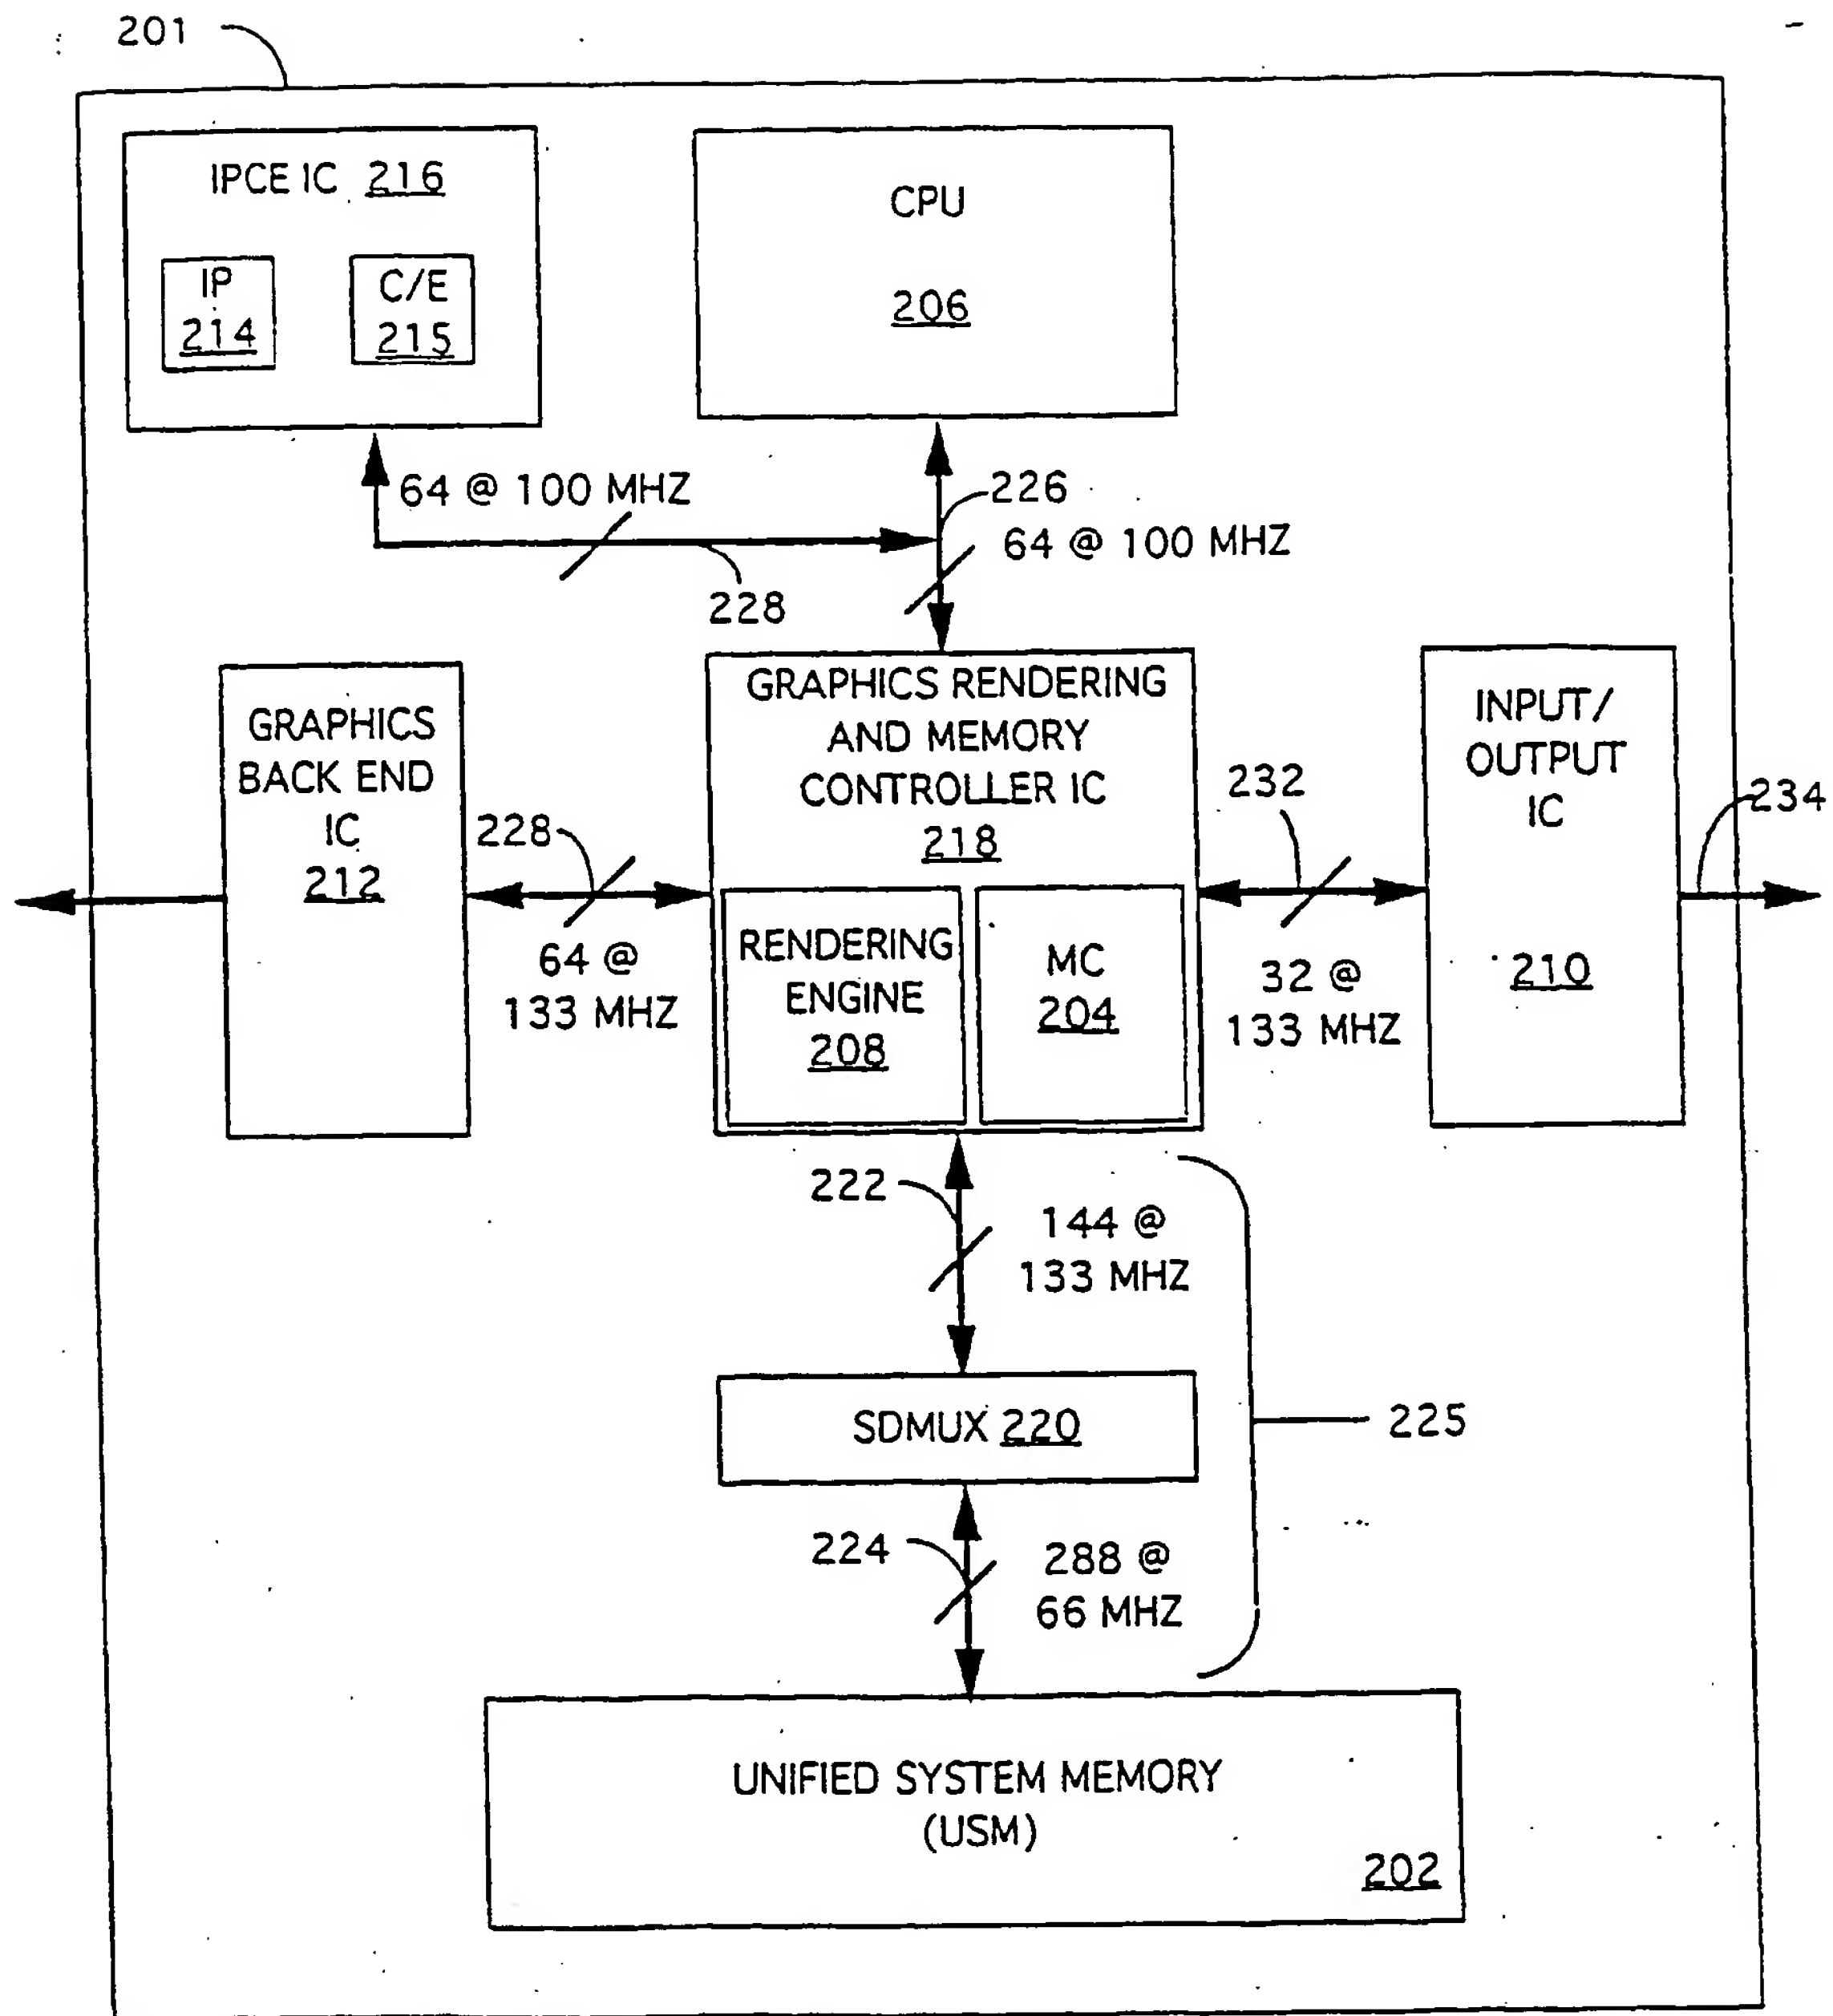 201
IPCE IC 216
IP
214
C/E
215
CPU
206
64 @ 100 MHZ
226
64 @ 100 MHZ
228
GRAPHICS
BACK END
IC
212
228
64 @
133 MHZ
GRAPHICS RENDERING
AND MEMORY
CONTROLLER IC
218
RENDERING
ENGINE
208
MC
204
232
32 @
133 MHZ
INPUT/
OUTPUT
IC
210
234
222
144 @
133 MHZ
SDMUX 220
225
224
288 @
66 MHZ
UNIFIED SYSTEM MEMORY
(USM)
202